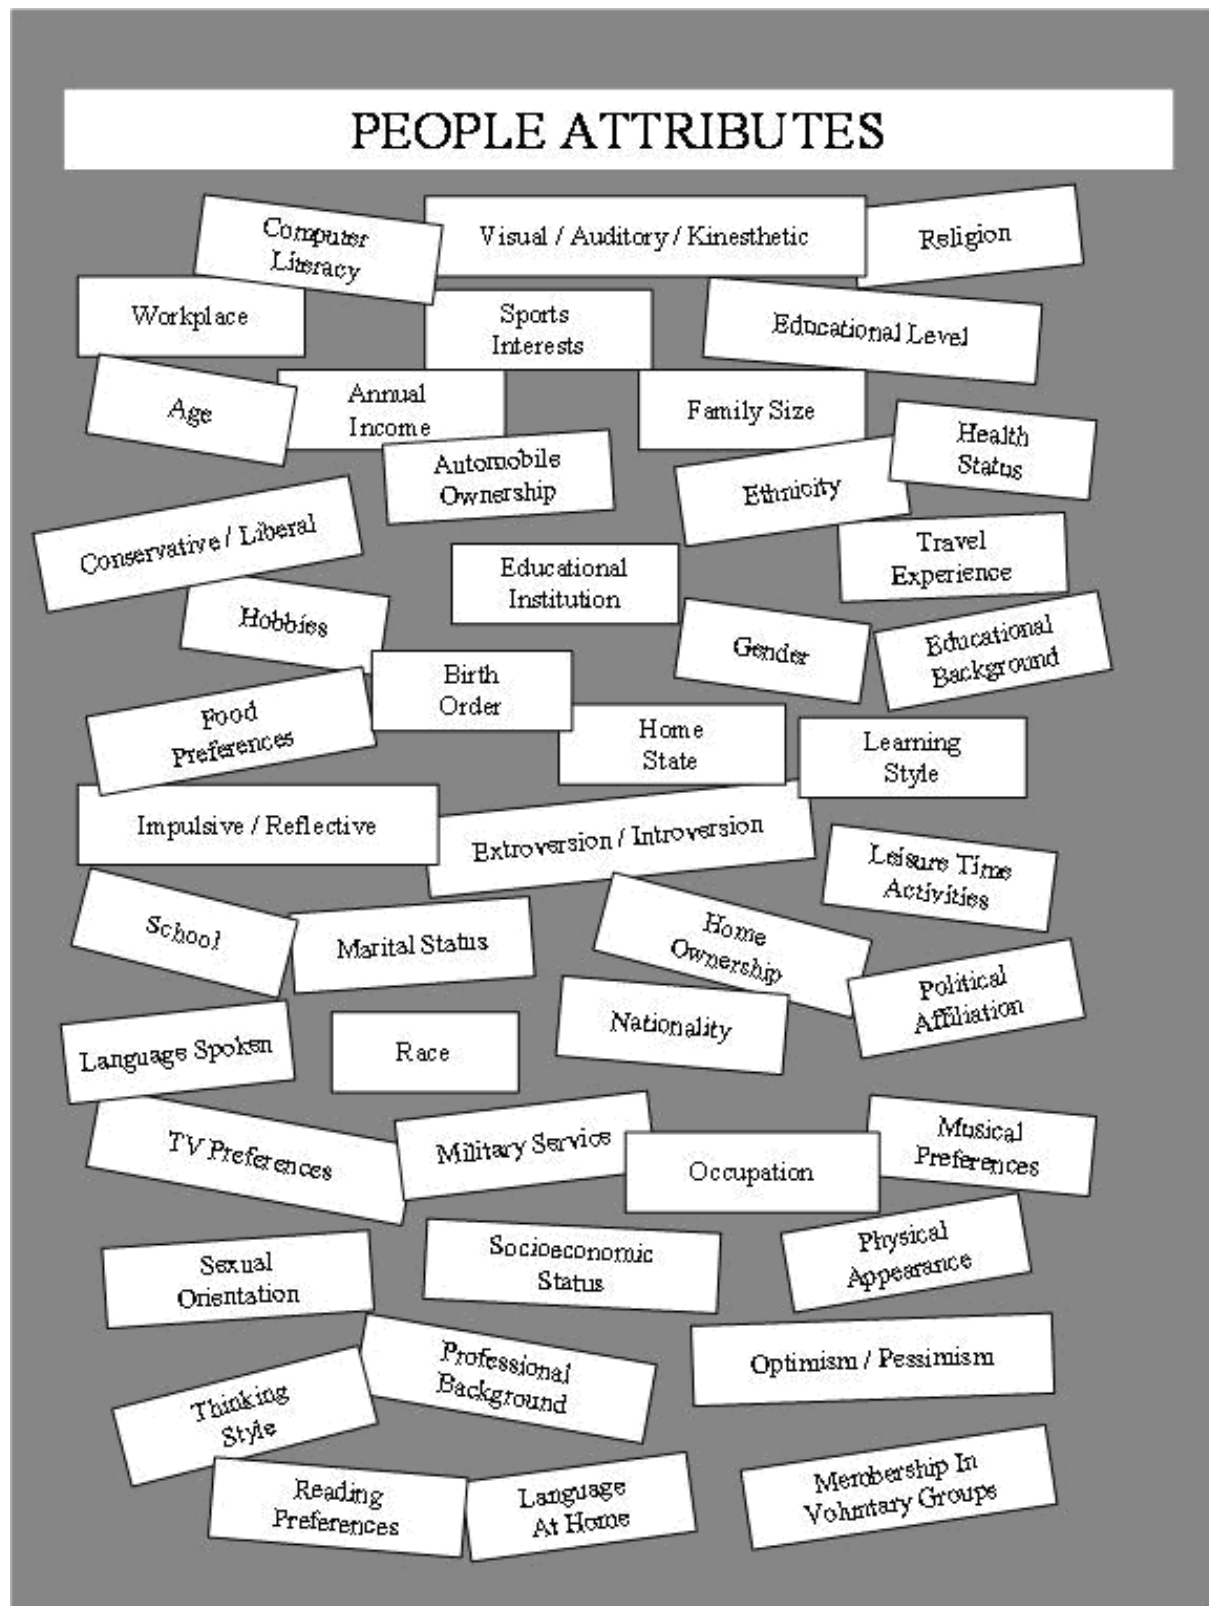 PEOPLE ATTRIBUTES
Computer
Literacy
Visual / Auditory / Kinesthetic
Religion
Workplace
Sports
Interests
Educational Level
Age
Annual
Income
Family Size
Health
Status
Automobile
Ownership
Ethnicity
Conservative / Liberal
Educational
Institution
Travel
Experience
Hobbies
Gender
Educational
Background
Birth
Order
Food
Preferences
Home
State
Learning
Style
Impulsive / Reflective
Extroversion / Introversion
Leisure Time
Activities
School
Marital Status
Home
Ownership
Political
Affiliation
Language Spoken
Race
Nationality
TV Preferences
Military Service
Occupation
Musical
Preferences
Sexual
Orientation
Socioeconomic
Status
Physical
Appearance
Thinking
Style
Professional
Background
Optimism / Pessimism
Reading
Preferences
Language
At Home
Membership In
Voluntary Groups